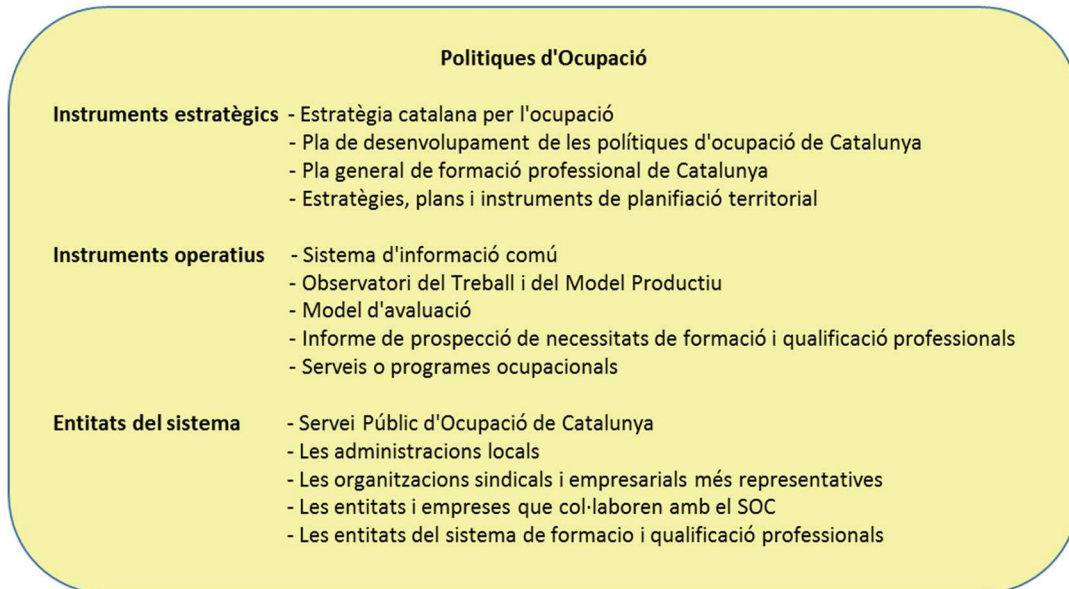 Politiques d'Ocupació
Instruments estratègics - Estratègia catalana per l'ocupació
- Pla de desenvolupament de les polítiques d'ocupació de Catalunya
- Pla general de formació professional de Catalunya
- Estratègies, plans i instruments de planifiació territorial
Instruments operatius - Sistema d'informació comú
- Observatori del Treball i del Model Productiu
- Model d'avaluació
- Informe de prospecció de necessitats de formació i qualificació professionals
- Serveis o programes ocupacionals
Entitats del sistema - Servei Públic d'Ocupació de Catalunya
- Les administracions locals
- Les organitzacions sindicals i empresarials més representatives
- Les entitats i empreses que col·laboren amb el SOC
- Les entitats del sistema de formacio i qualificació professionals